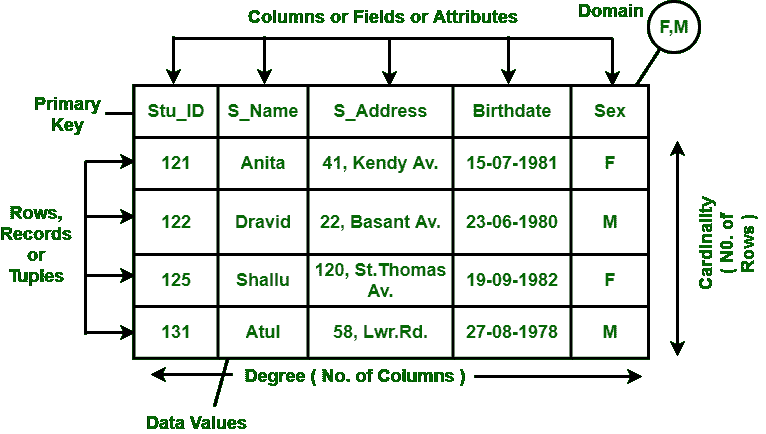 Columns or Fields or Attributes
Domain
F,M
Primary
Key
Stu_ID S_Name S_Address Birthdate Sex
121 Anita 41, Kendy Av. 15-07-1981 F
122 Dravid 22, Basant Av. 23-06-1980 M
125 Shallu 120, St.Thomas
Av. 19-09-1982 F
131 Atul 58, Lwr.Rd. 27-08-1978 M
Rows,
Records
or
Tuples
Cardinality
( N0. of
Rows )
Degree ( No. of Columns )
Data Values